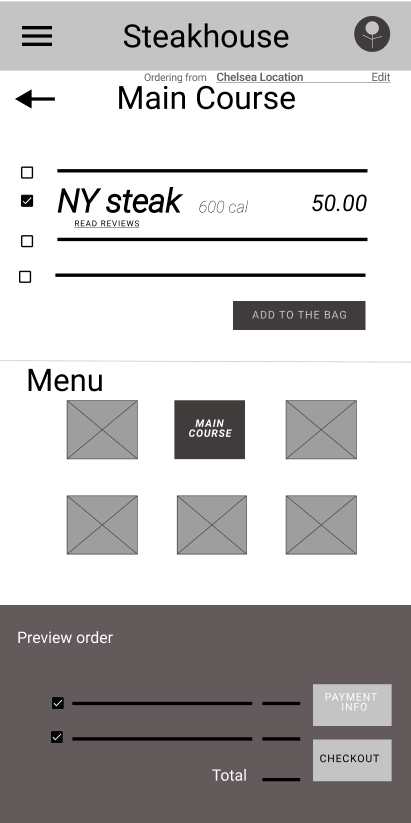 Steakhouse
Ordering from Chelsea Location Edit
Main Course
NY steak 600 cal 50.00
READ REVIEWS
ADD TO THE BAG
Menu
MAIN
COURSE
Preview order
PAYMENT
INFO
CHECKOUT
Total